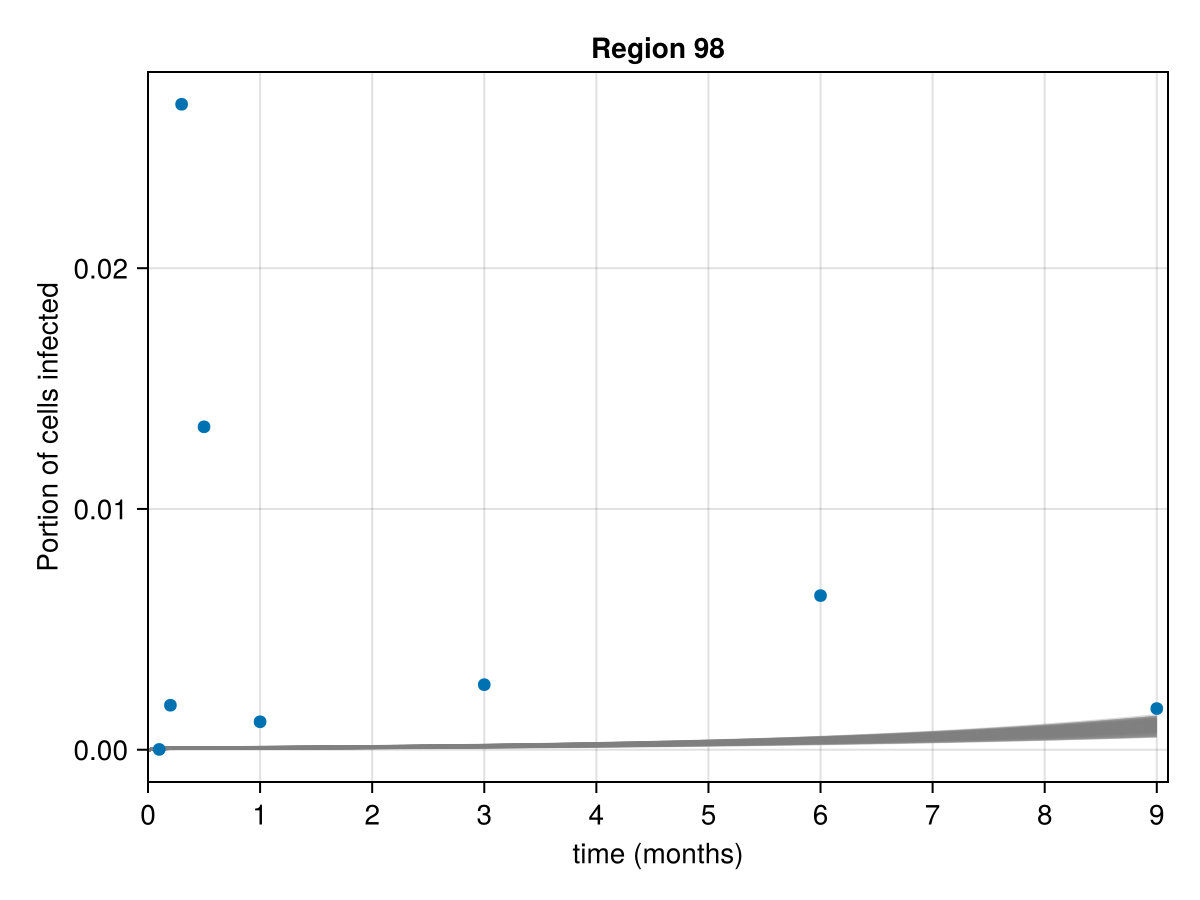 Region 98
Portion of cells infected
0.02
0.01
0.00
0 1 2 3 4 5 6 7 8 9
time (months)